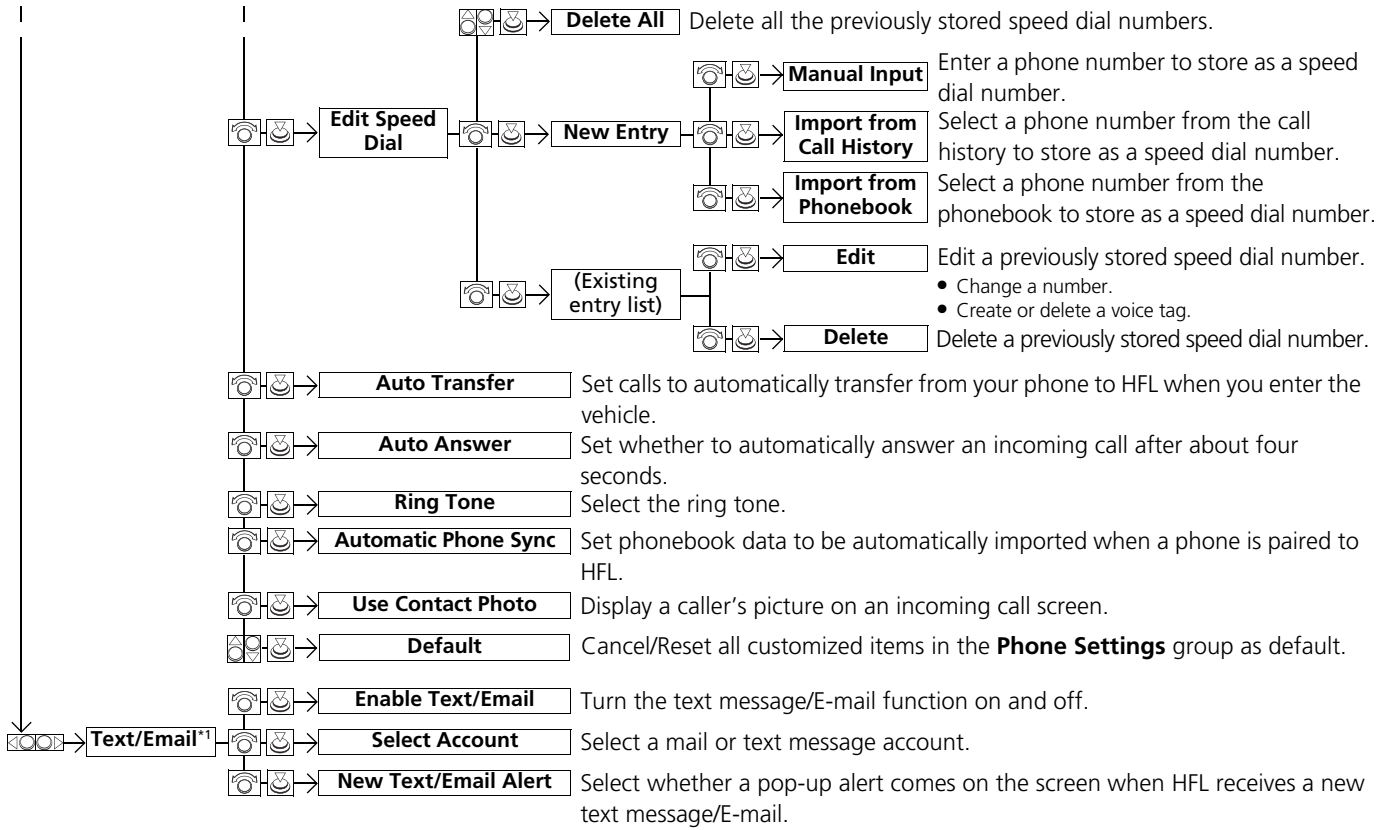 Delete All Delete all the previously stored speed dial numbers.
Manual Input Enter a phone number to store as a speed
dial number.
Edit Speed
Dial
New Entry
Import from
Call History
Select a phone number from the call
history to store as a speed dial number.
Import from
Phonebook
Select a phone number from the
phonebook to store as a speed dial number.
(Existing
entry list)
Edit Edit a previously stored speed dial number.
• Change a number.
• Create or delete a voice tag.
Delete Delete a previously stored speed dial number.
Auto Transfer Set calls to automatically transfer from your phone to HFL when you enter the
vehicle.
Auto Answer Set whether to automatically answer an incoming call after about four
seconds.
Ring Tone Select the ring tone.
Automatic Phone Sync Set phonebook data to be automatically imported when a phone is paired to
HFL.
Use Contact Photo Display a caller's picture on an incoming call screen.
Default Cancel/Reset all customized items in the Phone Settings group as default.
Text/Email*1
Enable Text/Email Turn the text message/E-mail function on and off.
Select Account Select a mail or text message account.
New Text/Email Alert Select whether a pop-up alert comes on the screen when HFL receives a new
text message/E-mail.